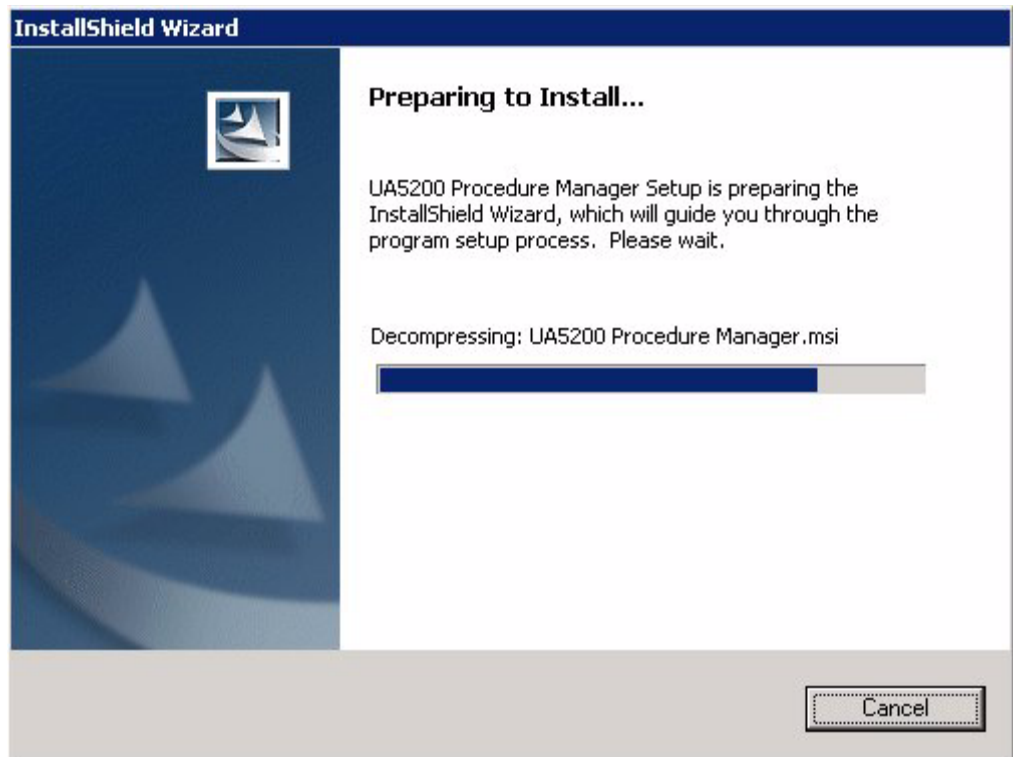 InstallShield Wizard
Preparing to Install...
UA5200 Procedure Manager Setup is preparing the
InstallShield Wizard, which will guide you through the
program setup process.  Please wait.
Decompressing: UA5200 Procedure Manager.msi
Cancel